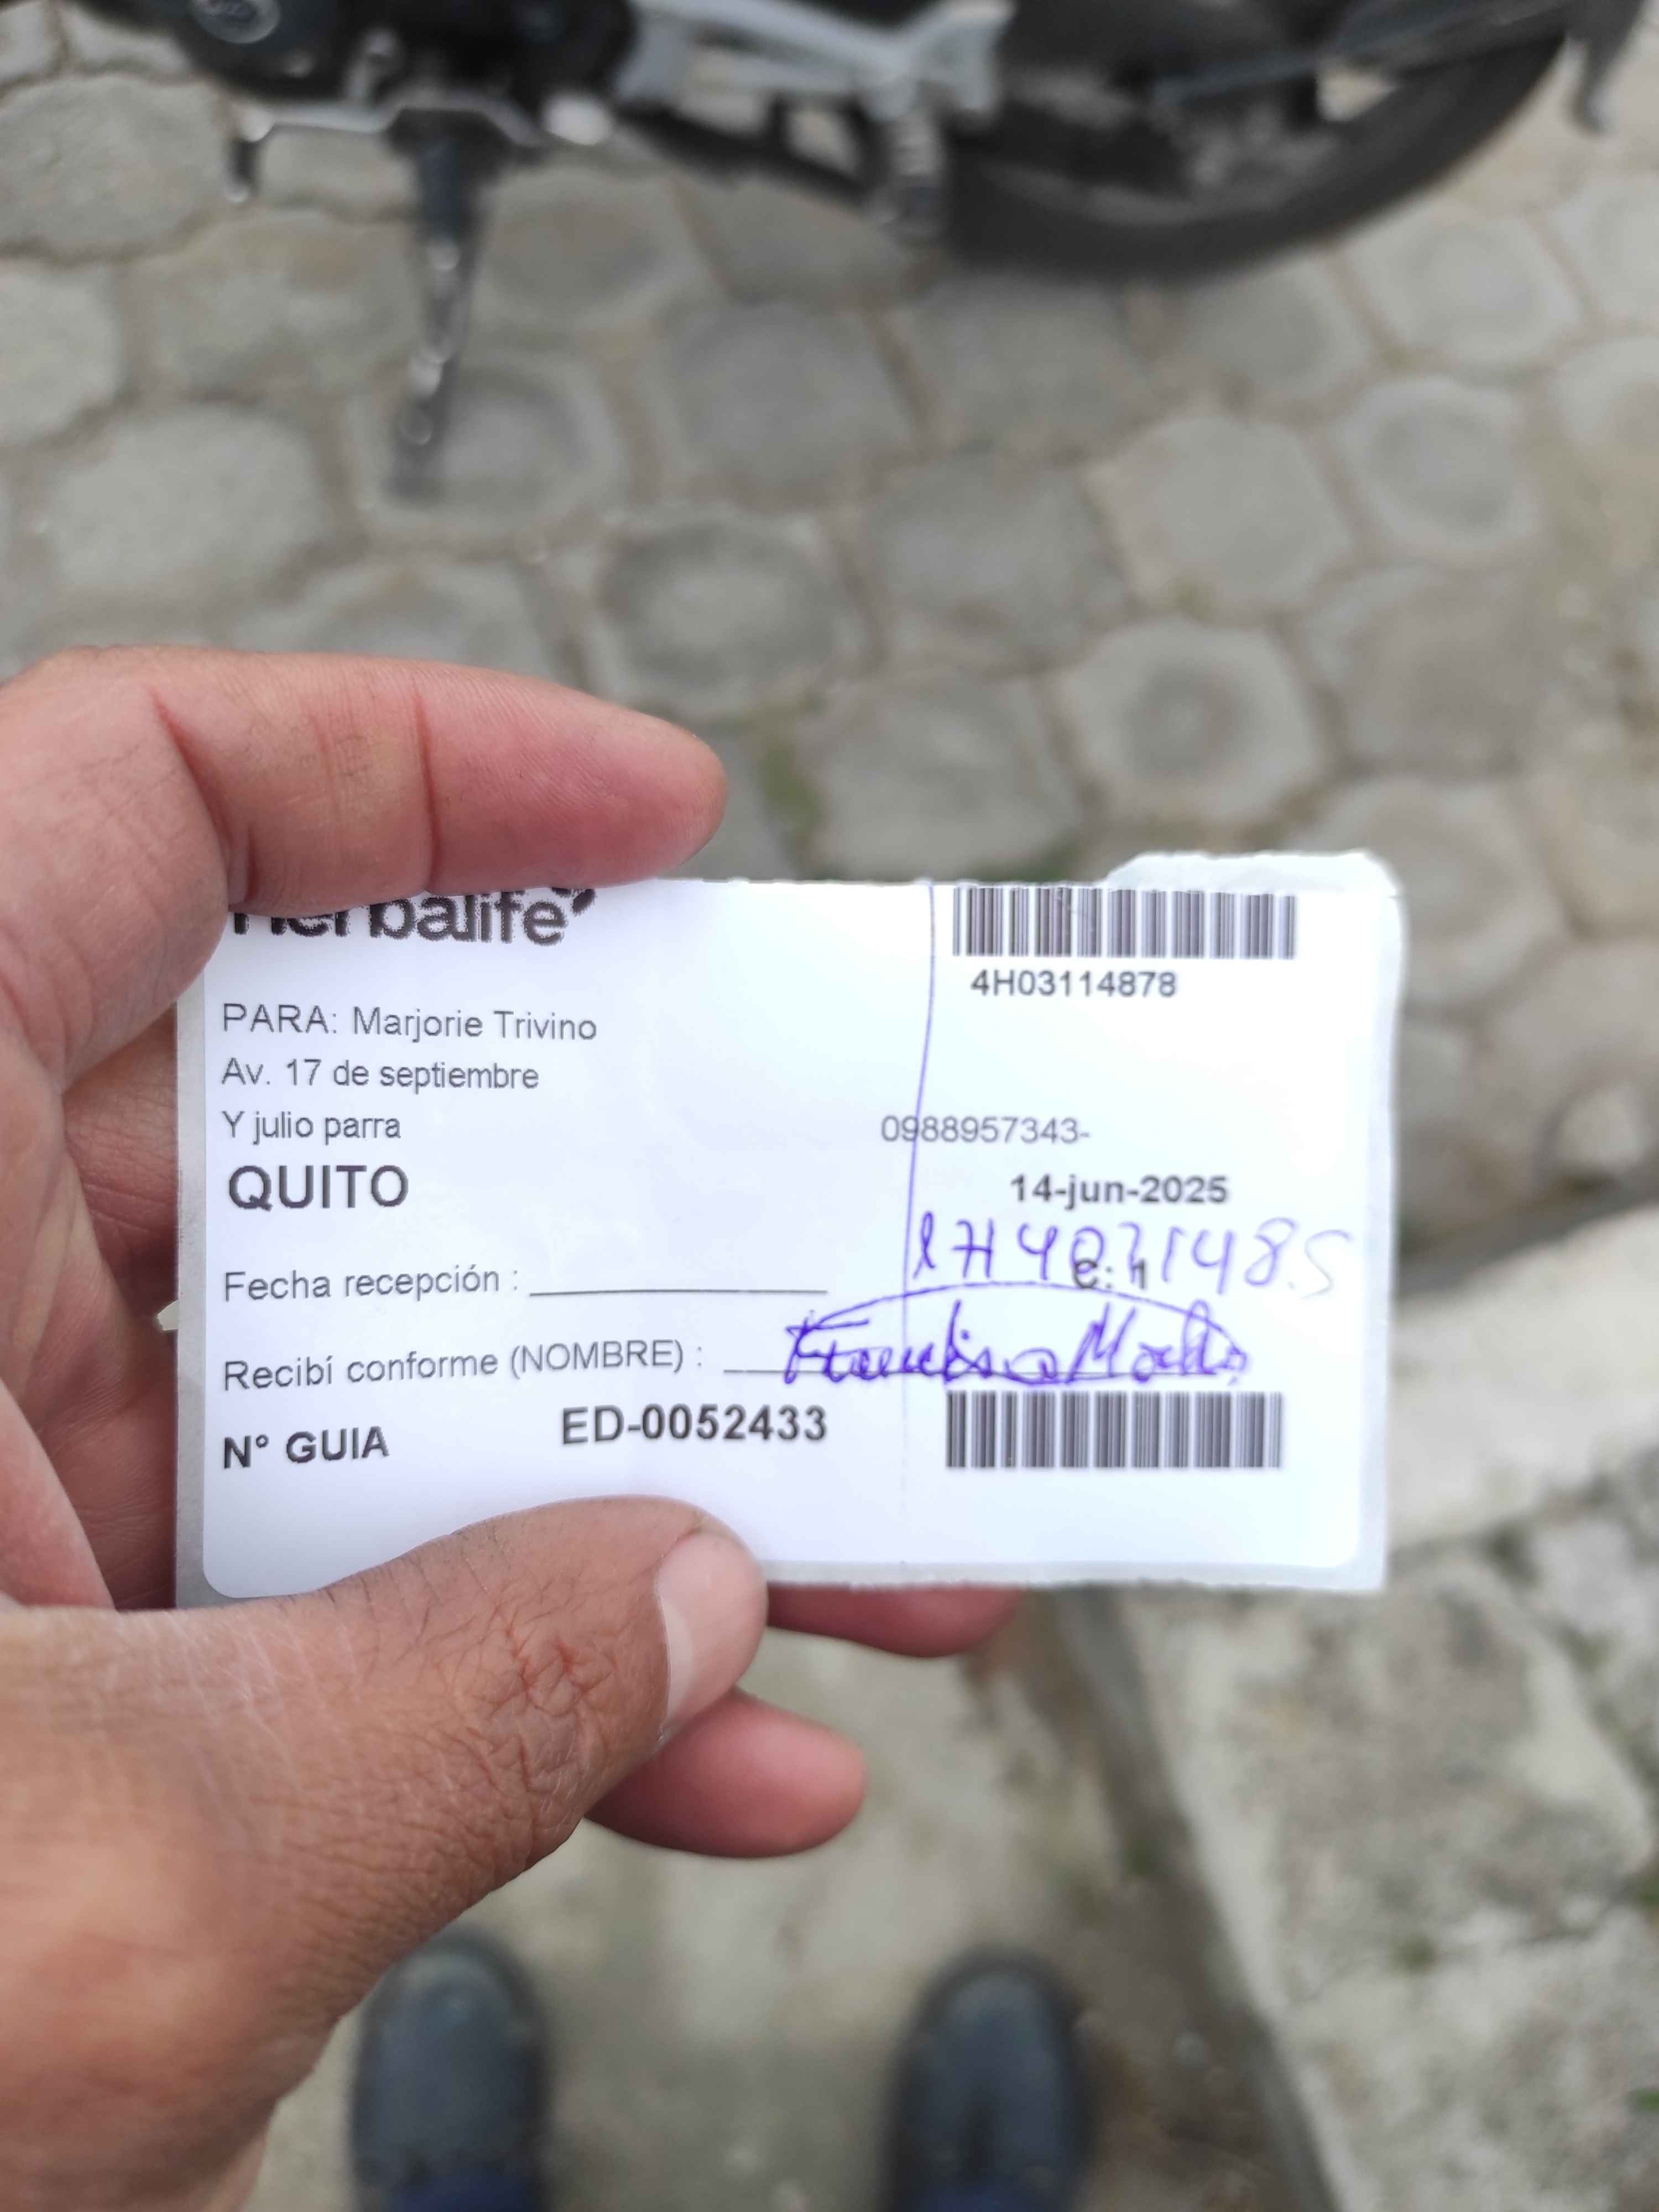 Herbalife
4H03114878
PARA: Marjorie Trivino
Av. 17 de septiembre
Y julio parra
0988957343-
QUITO
14-jun-2025
C: 1
Fecha recepción :
Recibí conforme (NOMBRE) :
N° GUIA ED-0052433